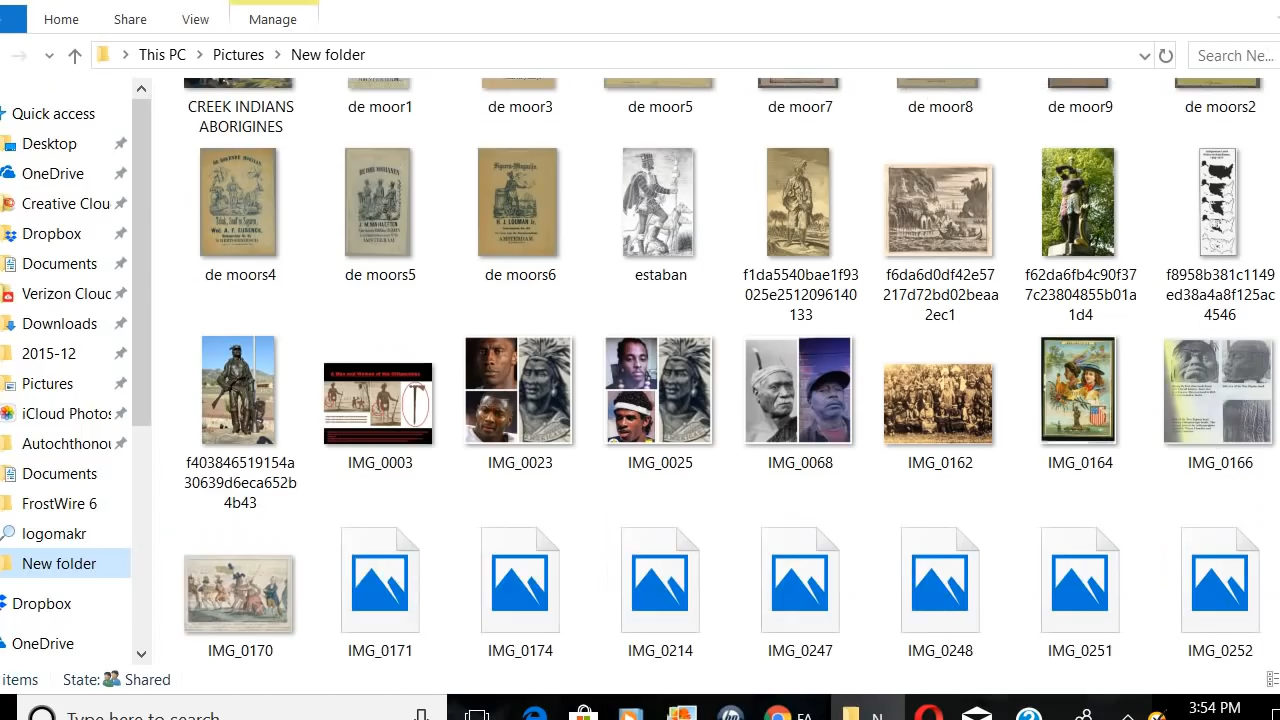 Home Share View Manage
This PC Pictures New folder Search Ne...
Quick access
Desktop
OneDrive
Creative Clou
Dropbox
Documents
Verizon Clouc
Downloads
2015-12
Pictures
iCloud Photos
Autochthonou
Documents
FrostWire 6
logomakr
New folder
Dropbox
OneDrive
CREEK INDIANS
ABORIGINES
de moor1
de moor3
de moor5
de moor7
de moor8
de moor9
de moors2
de moors4
de moors5
de moors6
estaban
f1da5540bae1f93
025e2512096140
133
f6da6d0df42e57
217d72bd02beaa
2ec1
f62da6fb4c90f37
7c23804855b01a
1d4
f8958b381c1149
ed38a4a8f125ac
4546
f403846519154a
30639d6eca652b
4b43
IMG_0003
IMG_0023
IMG_0025
IMG_0068
IMG_0162
IMG_0164
IMG_0166
IMG_0170
IMG_0171
IMG_0174
IMG_0214
IMG_0247
IMG_0248
IMG_0251
IMG_0252
items State: Shared
Type here to search
3:54 PM